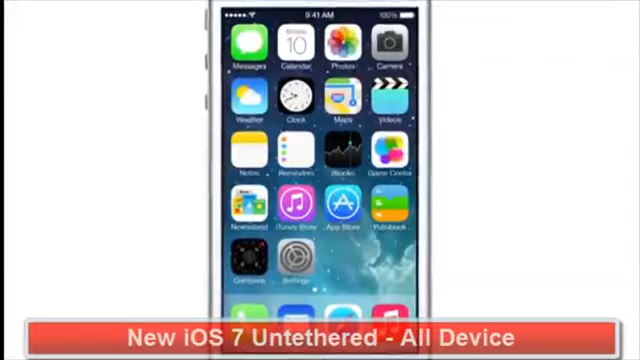 9:41 AM 100%
Messages Calendar Photos Camera
10
Weather Clock Maps Videos
Notes Reminders Stocks Game Center
Newsstand iTunes Store App Store Passbook
Compass Settings
New iOS 7 Untethered - All Device